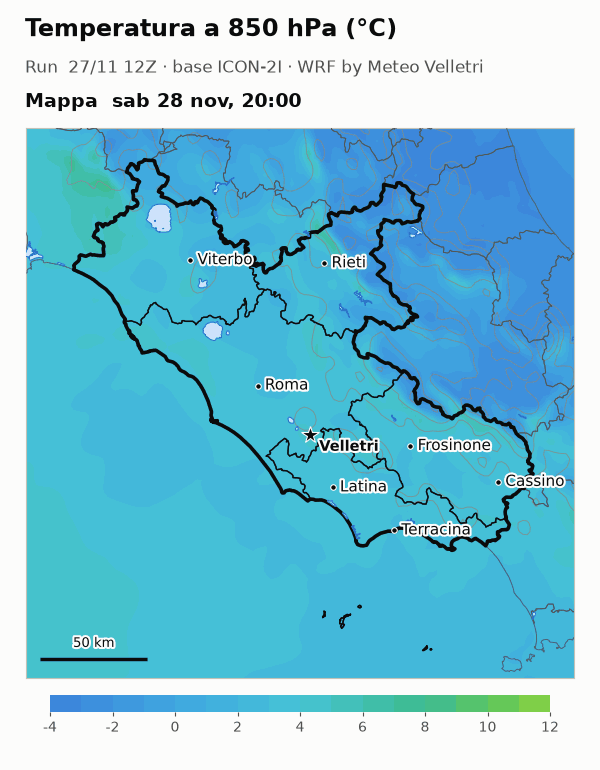 Temperatura a 850 hPa (°C)
Run  27/11 12Z · base ICON-2I · WRF by Meteo Velletri
Mappa  sab 28 nov, 20:00
Viterbo
Rieti
Roma
Velletri
Frosinone
Cassino
Latina
Terracina
50 km
-4 -2 0 2 4 6 8 10 12